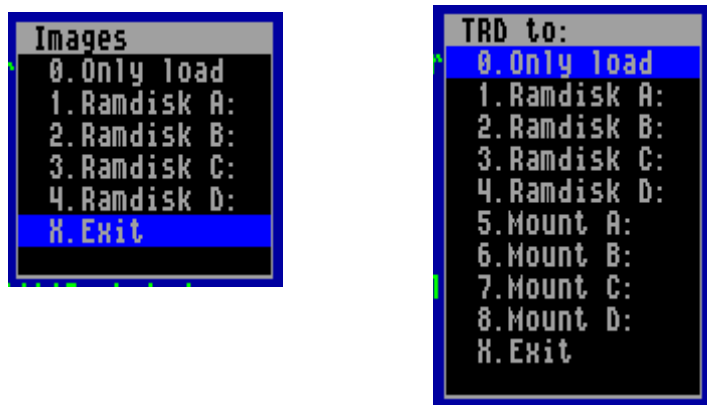 Images
0.Only load
1.Ramdisk A:
2.Ramdisk B:
3.Ramdisk C:
4.Ramdisk D:
X.Exit
TRD to:
0.Only load
1.Ramdisk A:
2.Ramdisk B:
3.Ramdisk C:
4.Ramdisk D:
5.Mount A:
6.Mount B:
7.Mount C:
8.Mount D:
X.Exit